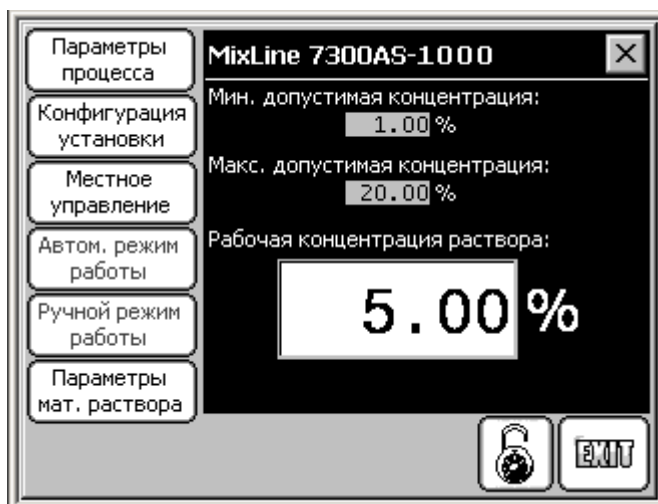 Параметры
процесса
Конфигурация
установки
Местное
управление
Автом. режим
работы
Ручной режим
работы
Параметры
мат. раствора
MixLine 7300AS-1000
Мин. допустимая концентрация:
1.00 %
Макс. допустимая концентрация:
20.00 %
Рабочая концентрация раствора:
5.00 %
EXIT